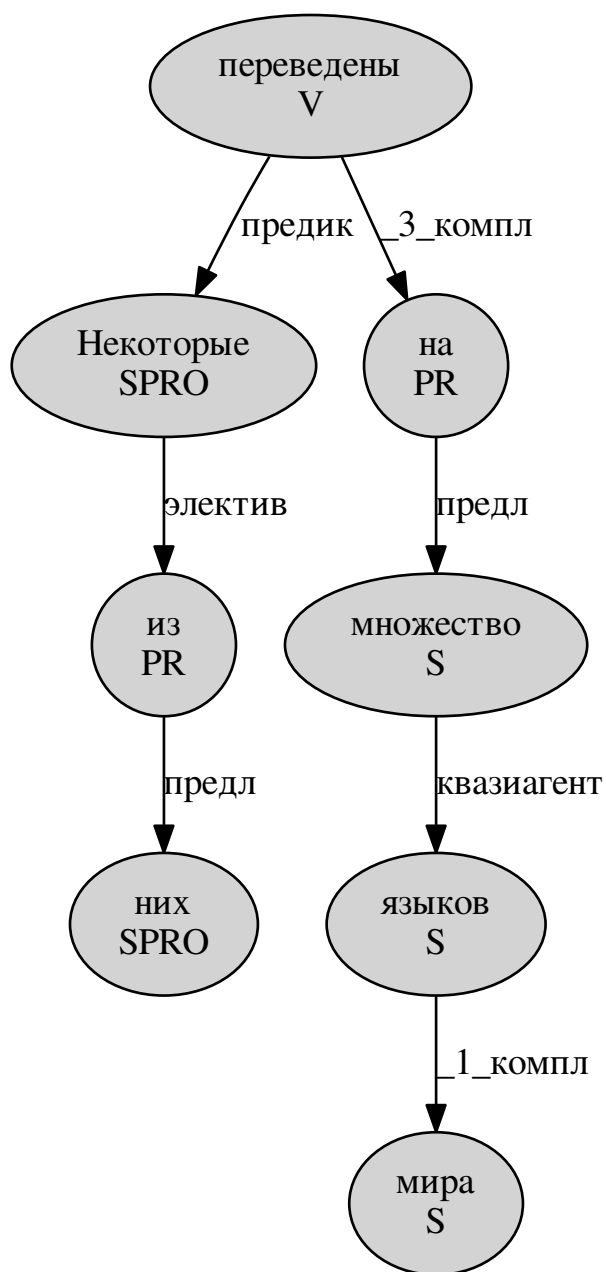 переведены
V
предик
_3_компл
Некоторые
SPRO
на
PR
электив
предл
из
PR
множество
S
предл
квазиагент
них
SPRO
языков
S
_1_компл
мира
S